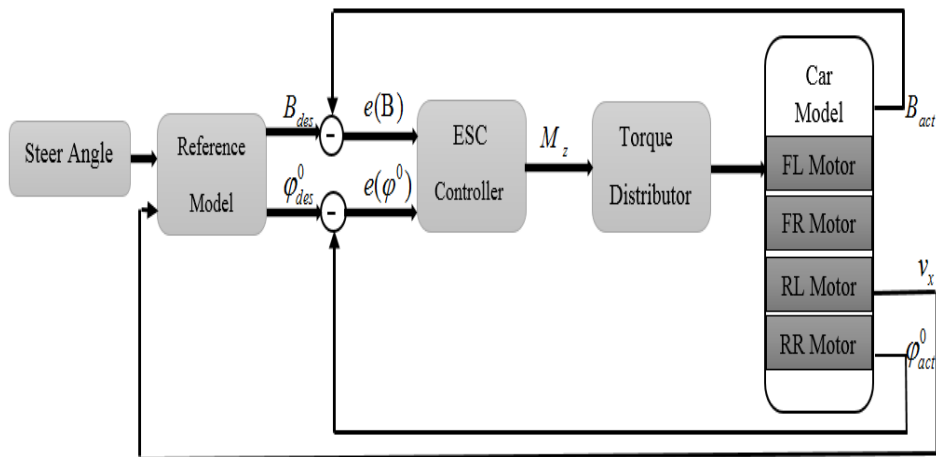 Steer Angle
Reference
Model
B_des
φ⁰_des
-
-
e(B)
e(φ⁰)
ESC
Controller
M_z
Torque
Distributor
Car
Model
FL Motor
FR Motor
RL Motor
RR Motor
B_act
v_x
φ⁰_act